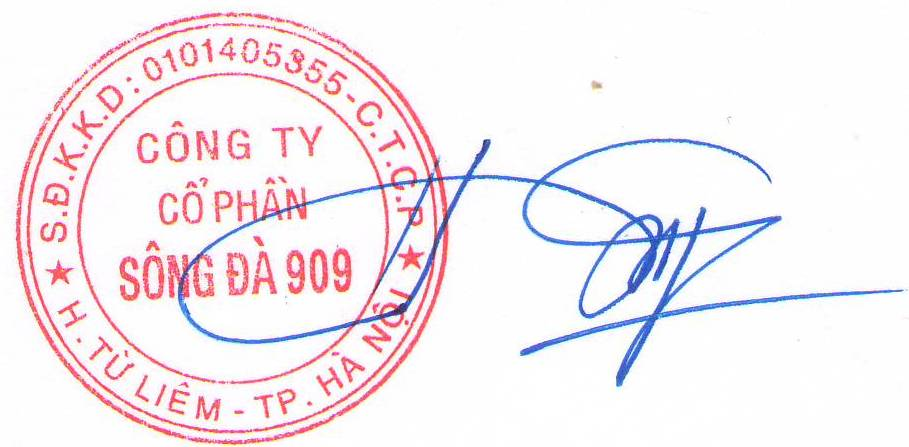 S.Đ.K.K.D: 0101405355-C.T.C.P
CÔNG TY
CỔ PHẦN
SÔNG ĐÀ 909
★ H. TỪ LIÊM - TP. HÀ NỘI ★